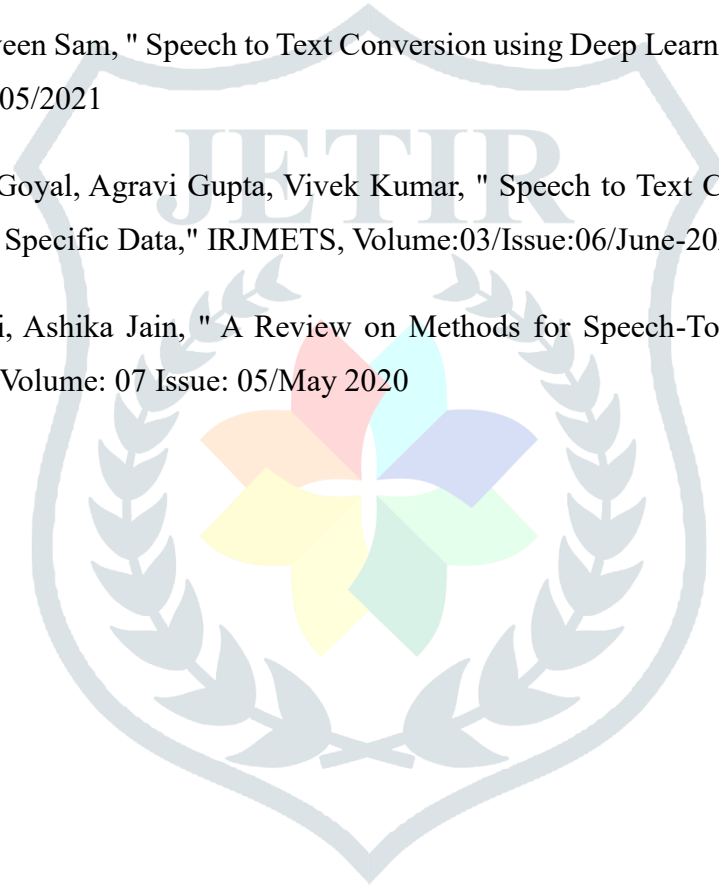 veen Sam, " Speech to Text Conversion using Deep Learn
05/2021
JETIR
Goyal, Agravi Gupta, Vivek Kumar, " Speech to Text C
Specific Data," IRJMETS, Volume:03/Issue:06/June-20
i, Ashika Jain, " A Review on Methods for Speech-To
Volume: 07 Issue: 05/May 2020